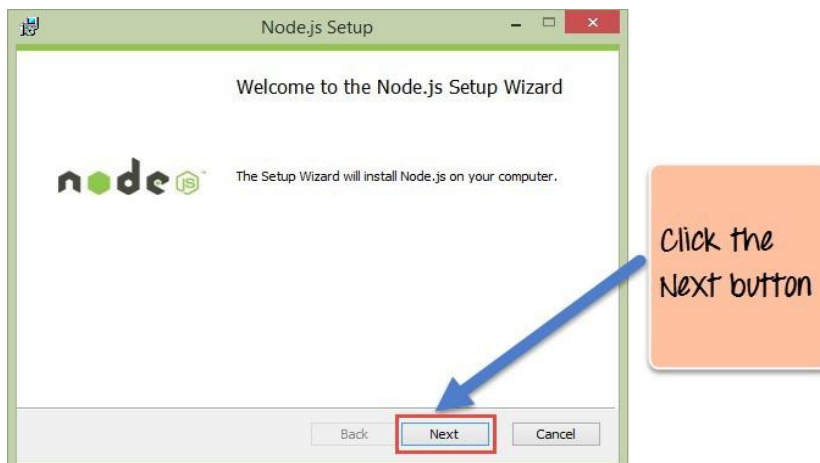 Node.js Setup
Welcome to the Node.js Setup Wizard
node JS
The Setup Wizard will install Node.js on your computer.
Click the
Next button
Back
Next
Cancel